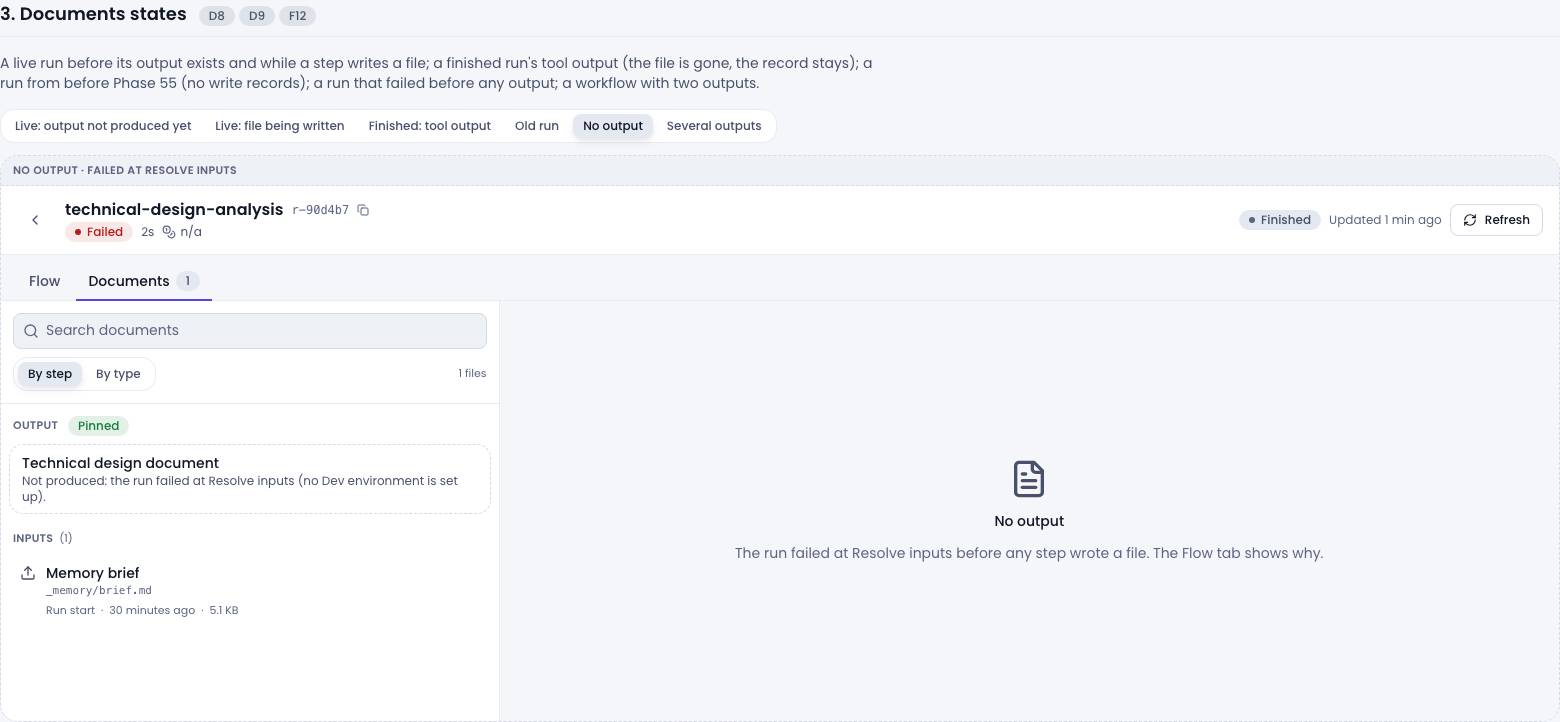 3. Documents states D8 D9 F12
A live run before its output exists and while a step writes a file; a finished run's tool output (the file is gone, the record stays); a
run from before Phase 55 (no write records); a run that failed before any output; a workflow with two outputs.
Live: output not produced yet Live: file being written Finished: tool output Old run No output Several outputs
NO OUTPUT · FAILED AT RESOLVE INPUTS
technical-design-analysis r-90d4b7
Failed 2s n/a
Finished Updated 1 min ago Refresh
Flow Documents 1
Search documents
By step By type 1 files
OUTPUT Pinned
Technical design document
Not produced: the run failed at Resolve inputs (no Dev environment is set
up).
INPUTS (1)
Memory brief
_memory/brief.md
Run start · 30 minutes ago · 5.1 KB
No output
The run failed at Resolve inputs before any step wrote a file. The Flow tab shows why.